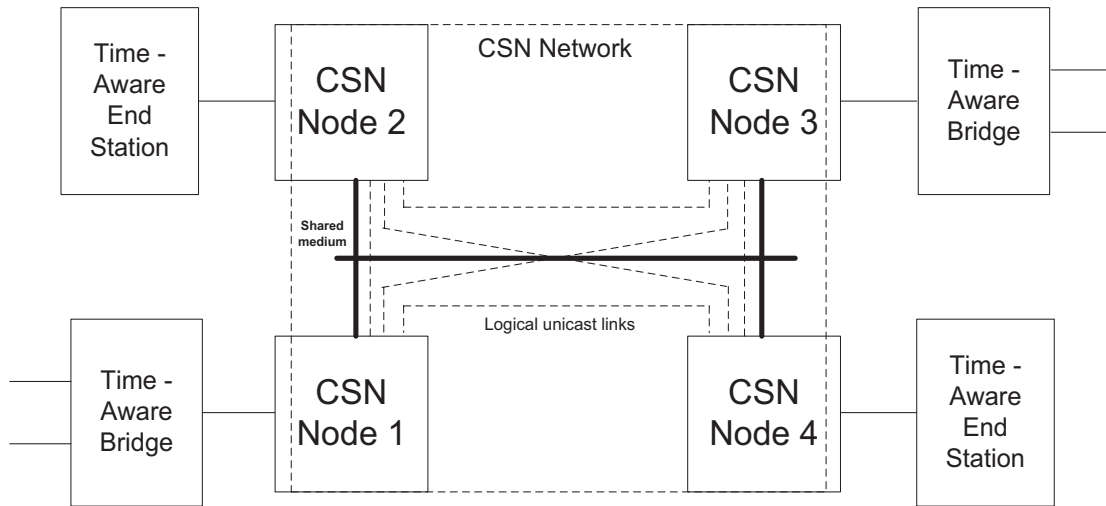 Time -
Aware
End
Station
CSN
Node 2
CSN Network
CSN
Node 3
Time -
Aware
Bridge
Shared
medium
Logical unicast links
Time -
Aware
Bridge
CSN
Node 1
CSN
Node 4
Time -
Aware
End
Station